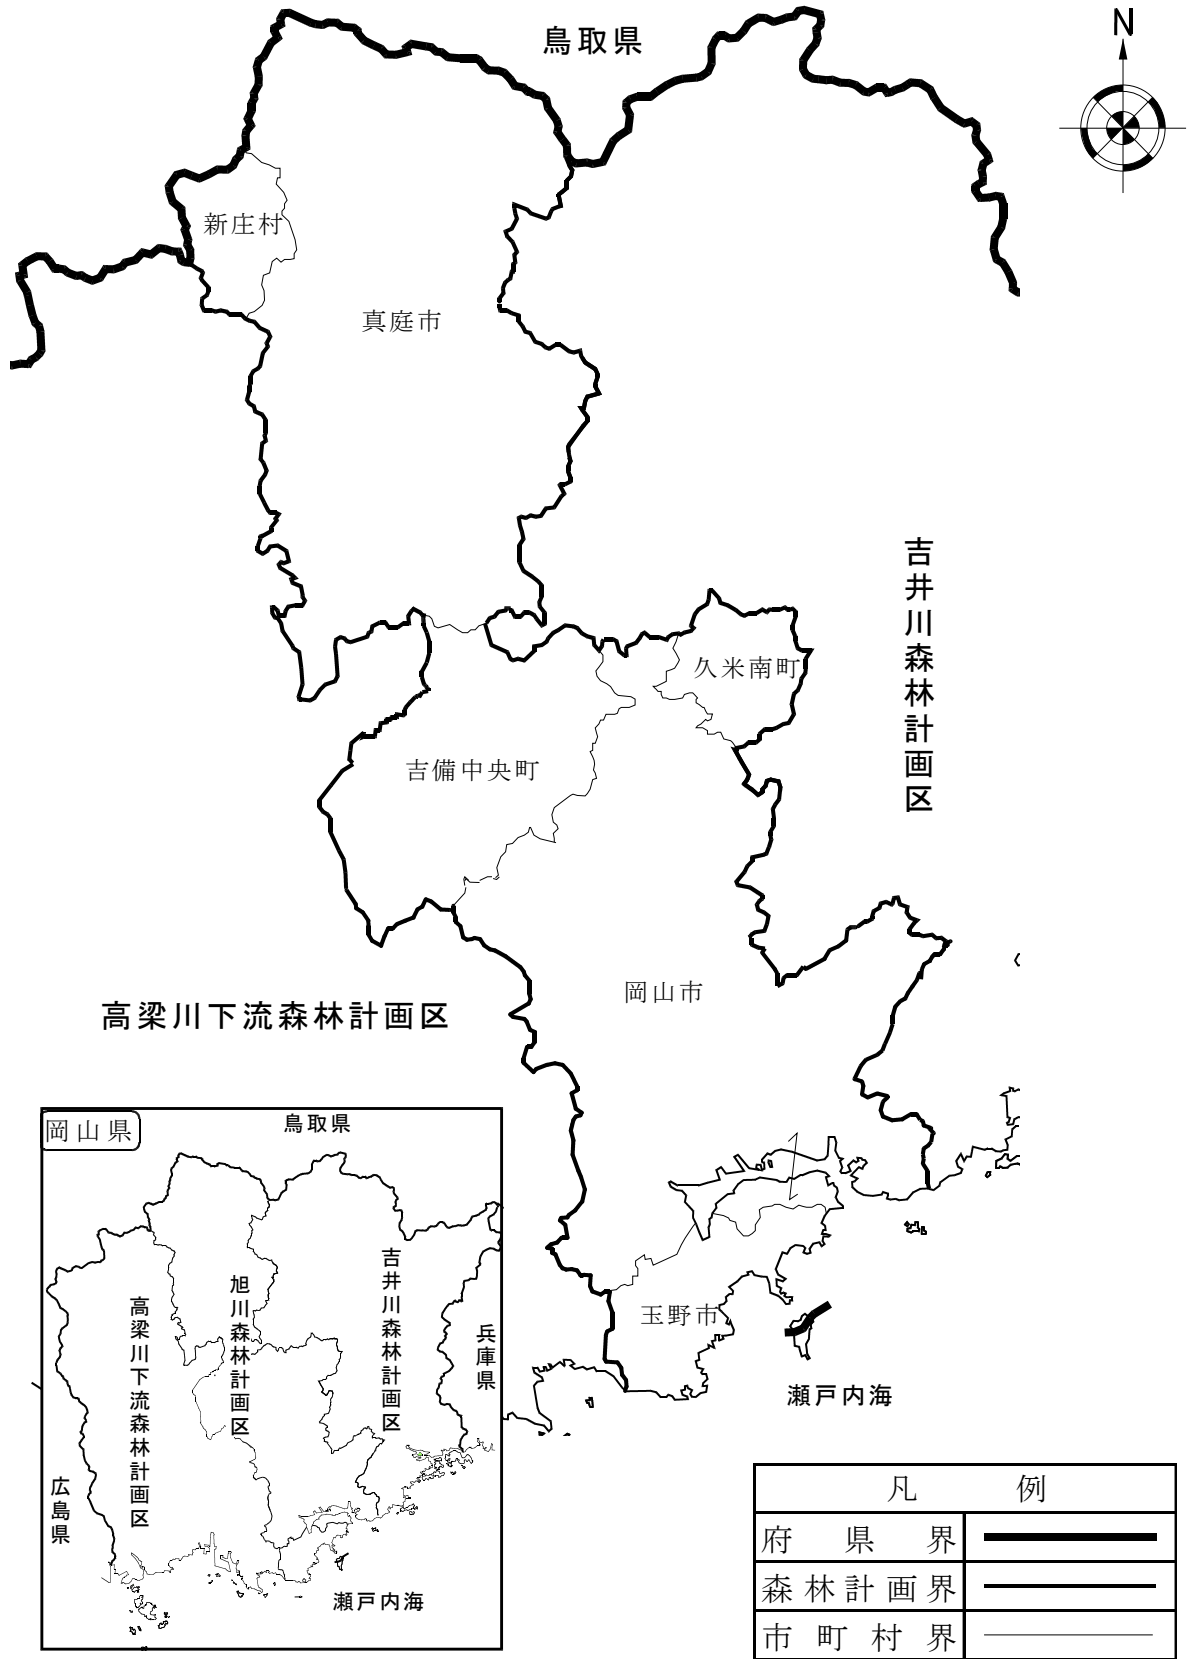 鳥取県
N
新庄村
真庭市
吉井川森林計画区
久米南町
吉備中央町
岡山市
高梁川下流森林計画区
玉野市
瀬戸内海
岡山県
鳥取県
吉井川森林計画区
旭川森林計画区
高梁川下流森林計画区
兵庫県
広島県
瀬戸内海
凡 例
府 県 界
森林計画界
市 町 村 界